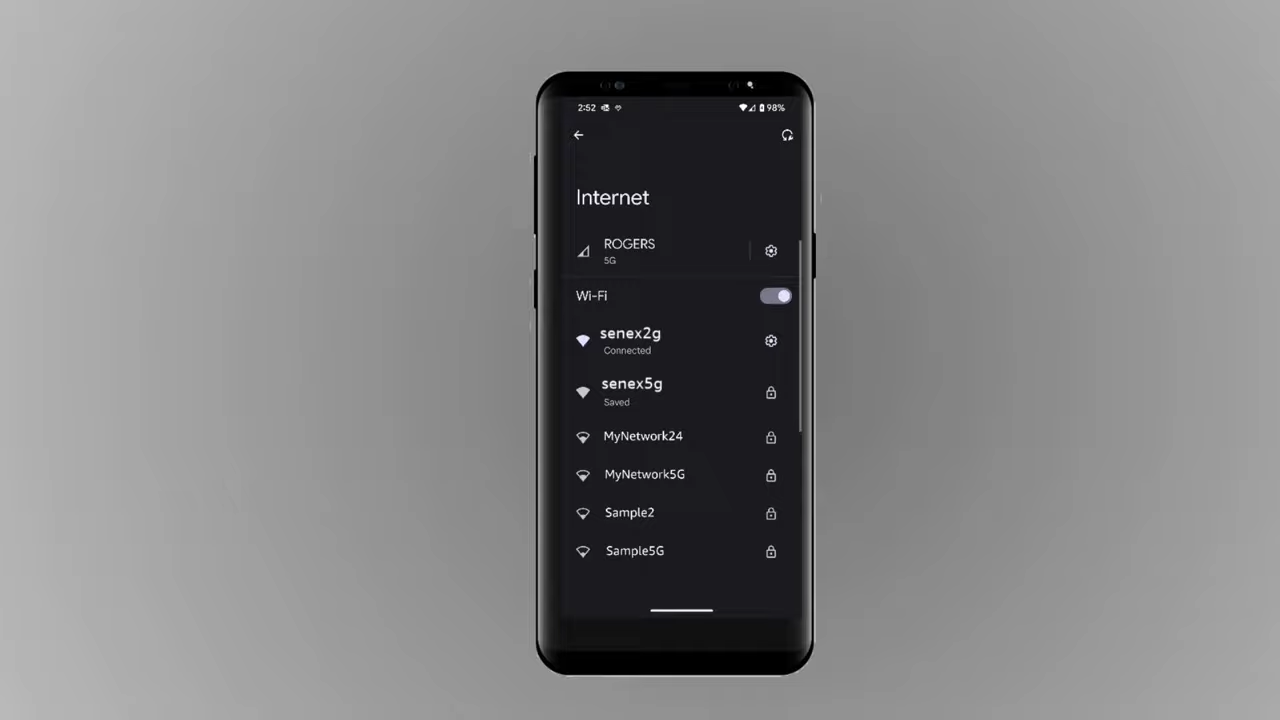 2:52 98%
Internet
ROGERS
5G
Wi-Fi
senex2g
Connected
senex5g
Saved
MyNetwork24
MyNetwork5G
Sample2
Sample5G